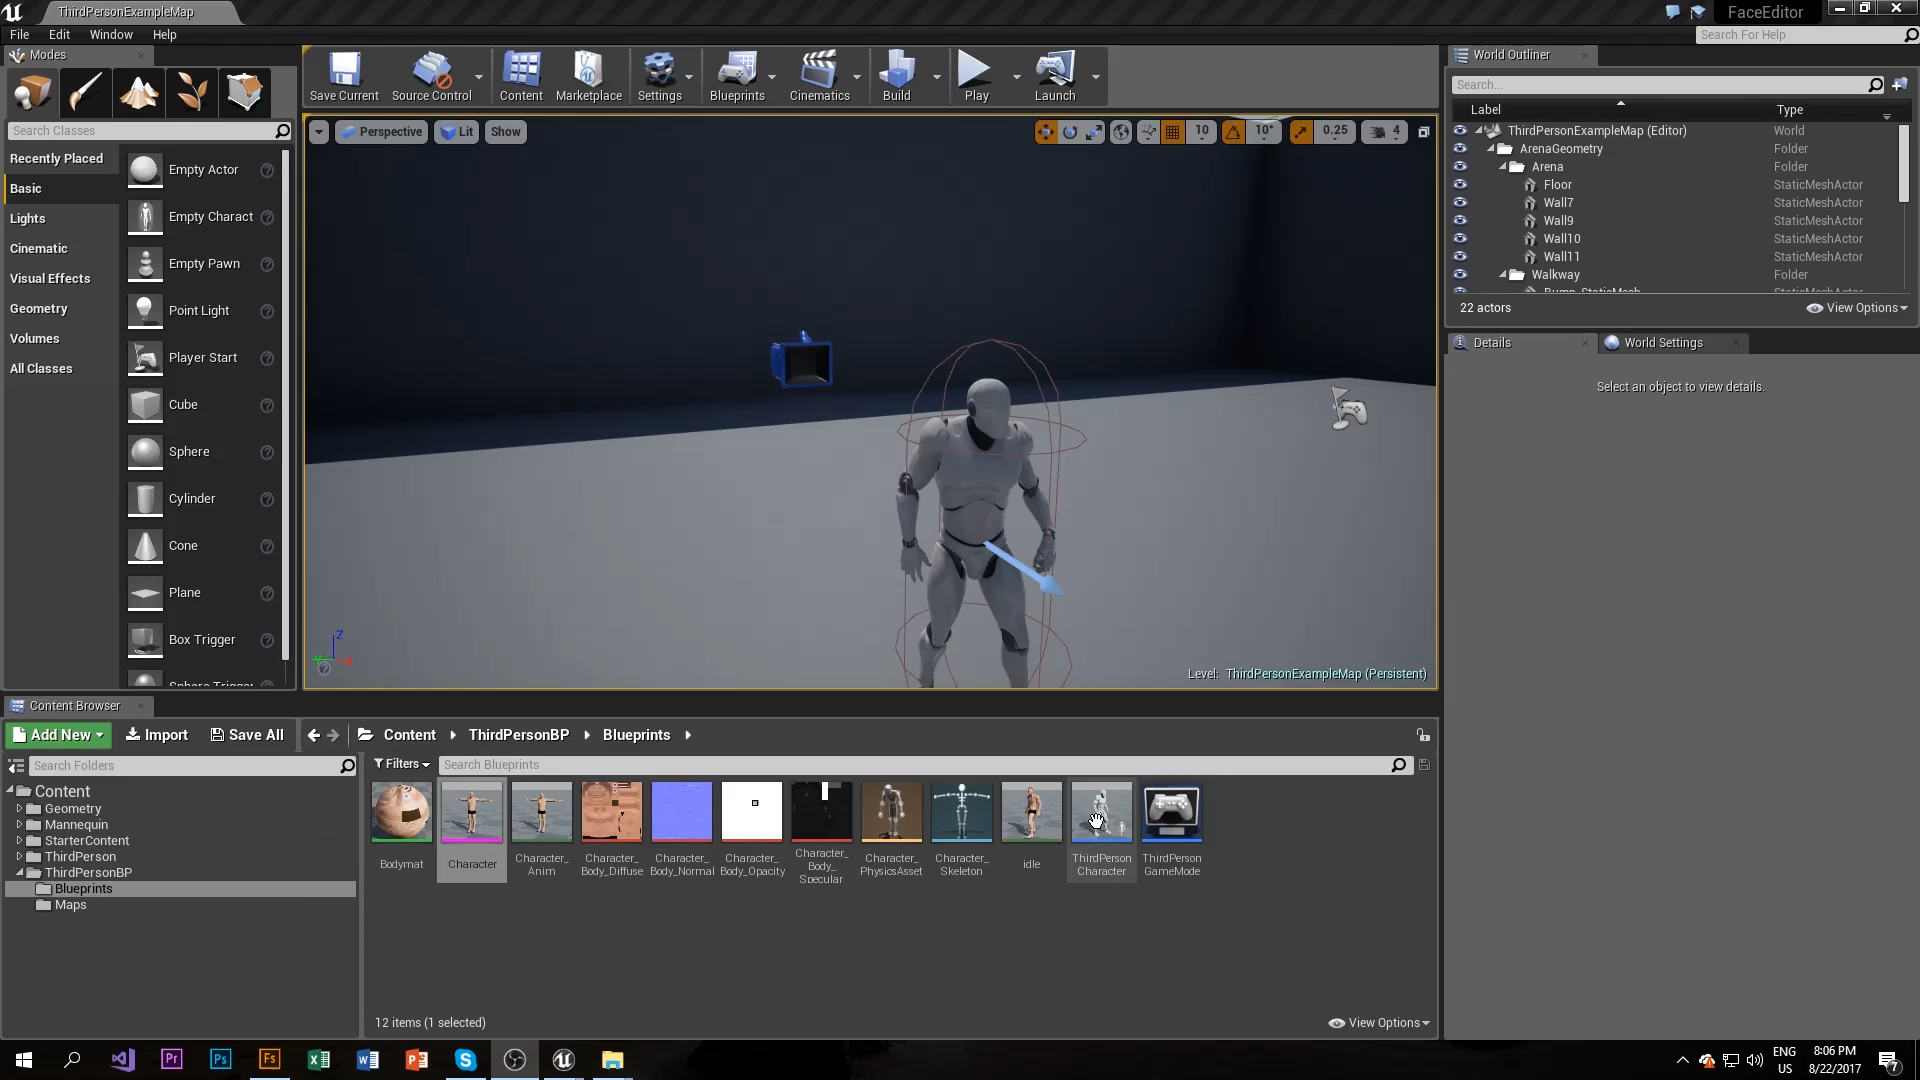 ThirdPersonExampleMap
FaceEditor
File Edit Window Help
Search For Help
Modes
Search Classes
Recently Placed
Basic
Lights
Cinematic
Visual Effects
Geometry
Volumes
All Classes
Empty Actor
Empty Charact
Empty Pawn
Point Light
Player Start
Cube
Sphere
Cylinder
Cone
Plane
Box Trigger
Sphere Trigger
Save Current Source Control Content Marketplace Settings Blueprints Cinematics Build Play Launch
Perspective Lit Show
10 10° 0.25 4
Z
Level: ThirdPersonExampleMap (Persistent)
World Outliner
Search...
Label Type
ThirdPersonExampleMap (Editor) World
ArenaGeometry Folder
Arena Folder
Floor StaticMeshActor
Wall7 StaticMeshActor
Wall9 StaticMeshActor
Wall10 StaticMeshActor
Wall11 StaticMeshActor
Walkway Folder
Bump_StaticMesh StaticMeshActor
22 actors
View Options
Details World Settings
Select an object to view details.
Content Browser
Add New Import Save All
Content ThirdPersonBP Blueprints
Search Folders
Filters Search Blueprints
Content
Geometry
Mannequin
StarterContent
ThirdPerson
ThirdPersonBP
Blueprints
Maps
Bodymat
Character
Character_
Anim
Character_
Body_Diffuse
Character_
Body_Normal
Character_
Body_Opacity
Character_
Body_
Specular
Character_
PhysicsAsset
Character_
Skeleton
idle
ThirdPerson
Character
ThirdPerson
GameMode
12 items (1 selected)
View Options
Pr Ps Fs
ENG
US
8:06 PM
8/22/2017
7